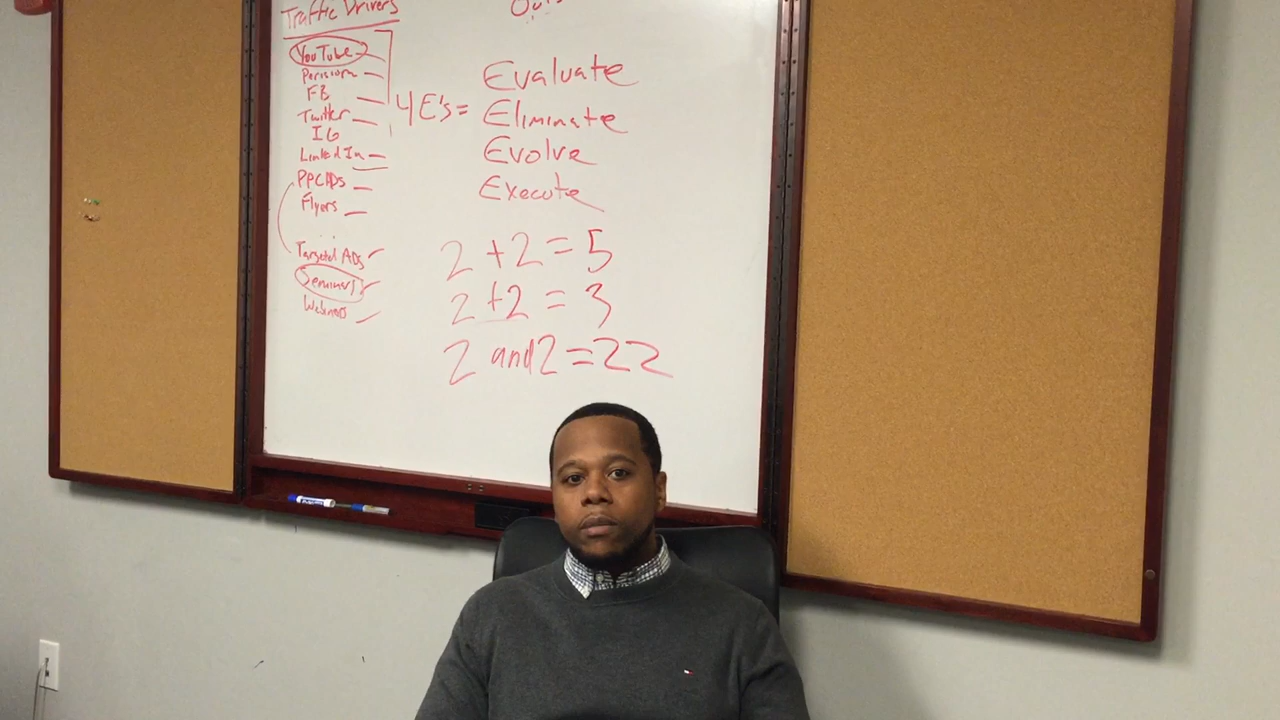 Traffic Drivers
YouTube
Periscope
FB
Twitter
IG
LinkedIn
PPC ADs
Flyers
Targeted ADs
Seminars
Webinars
4 E's =
Evaluate
Eliminate
Evolve
Execute
2 + 2 = 5
2 + 2 = 3
2 and 2 = 22